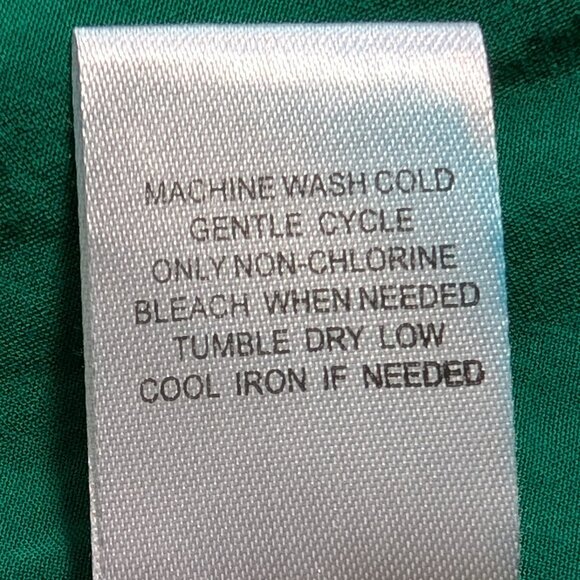 MACHINE WASH COLD
GENTLE CYCLE
ONLY NON-CHLORINE
BLEACH WHEN NEEDED
TUMBLE DRY LOW
COOL IRON IF NEEDED